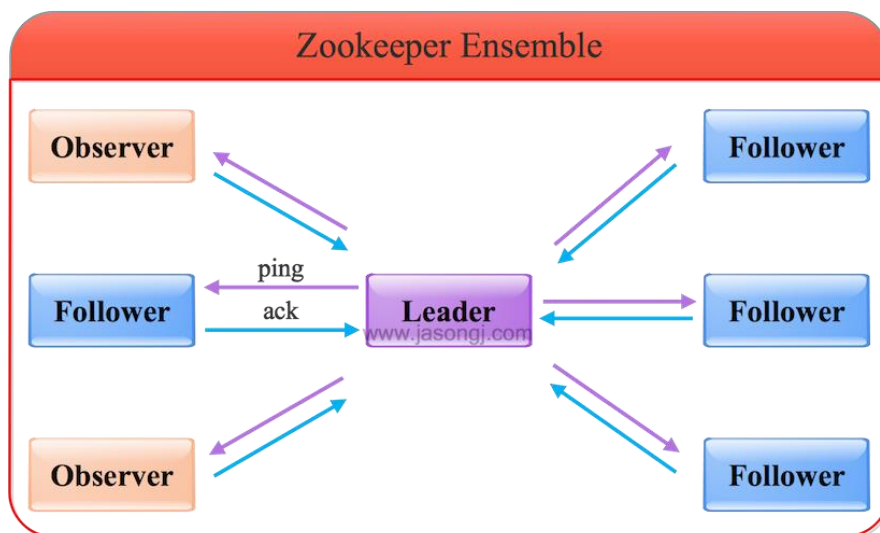 Zookeeper Ensemble
Observer
Follower
ping
Follower
ack
Leader
Follower
www.jasongj.com
Observer
Follower